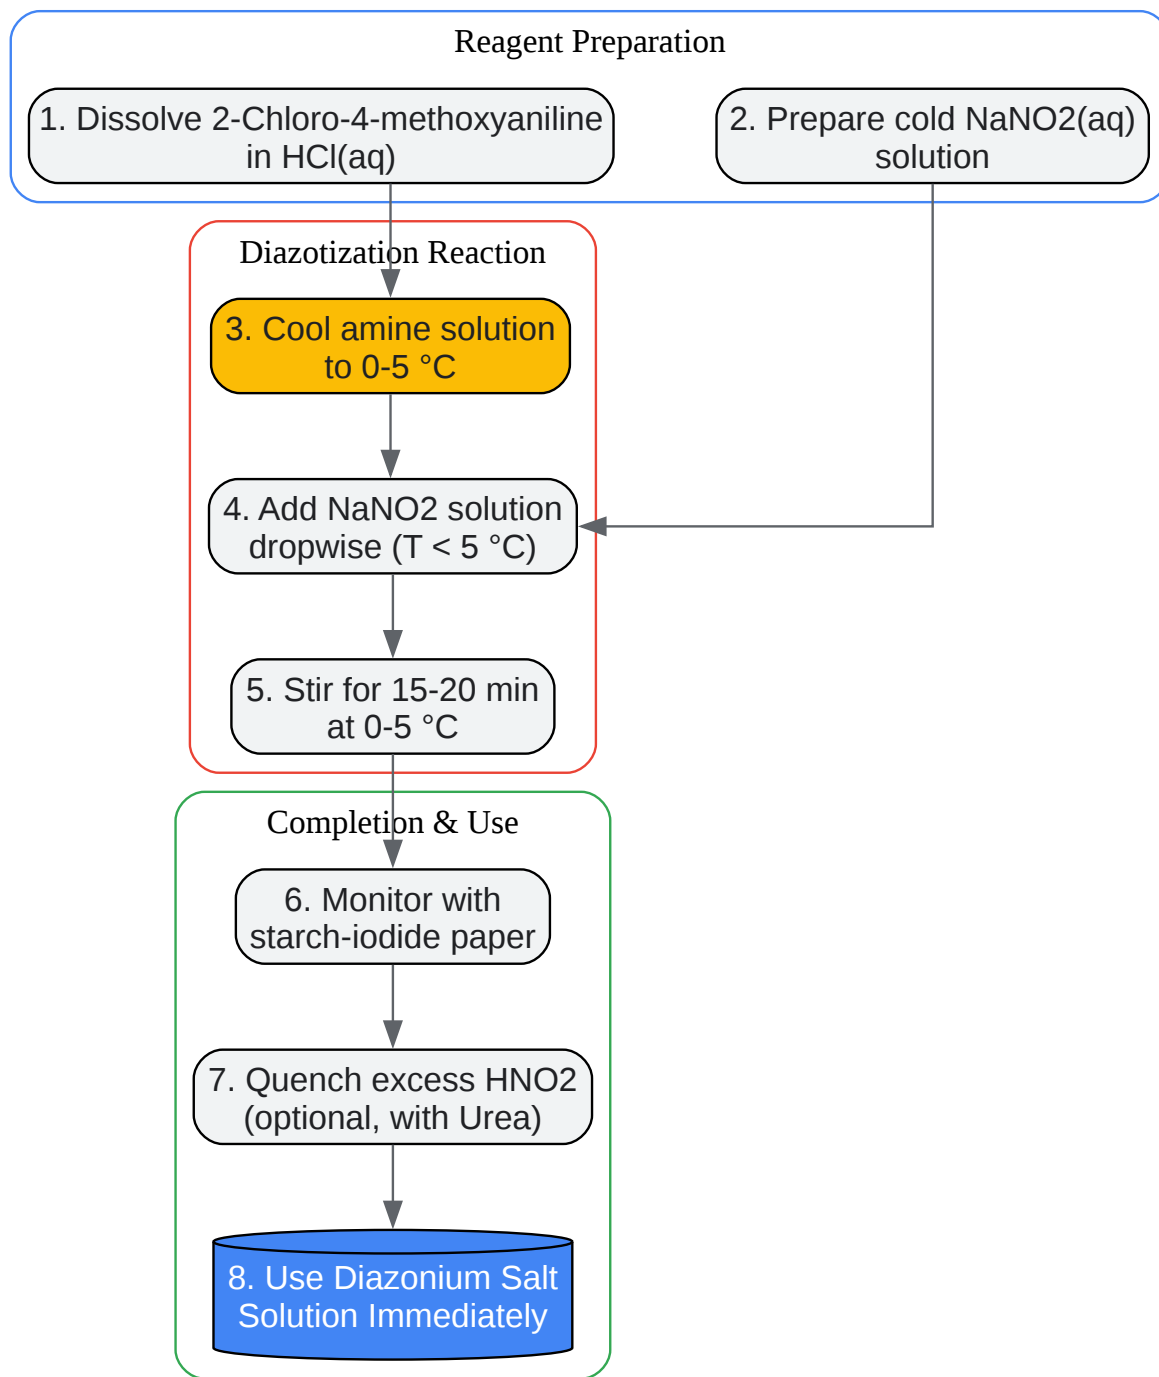 Reagent Preparation
1. Dissolve 2-Chloro-4-methoxyaniline
in HCl(aq)
2. Prepare cold NaNO2(aq)
solution
Diazotization Reaction
3. Cool amine solution
to 0-5 °C
4. Add NaNO2 solution
dropwise (T < 5 °C)
5. Stir for 15-20 min
at 0-5 °C
Completion & Use
6. Monitor with
starch-iodide paper
7. Quench excess HNO2
(optional, with Urea)
8. Use Diazonium Salt
Solution Immediately